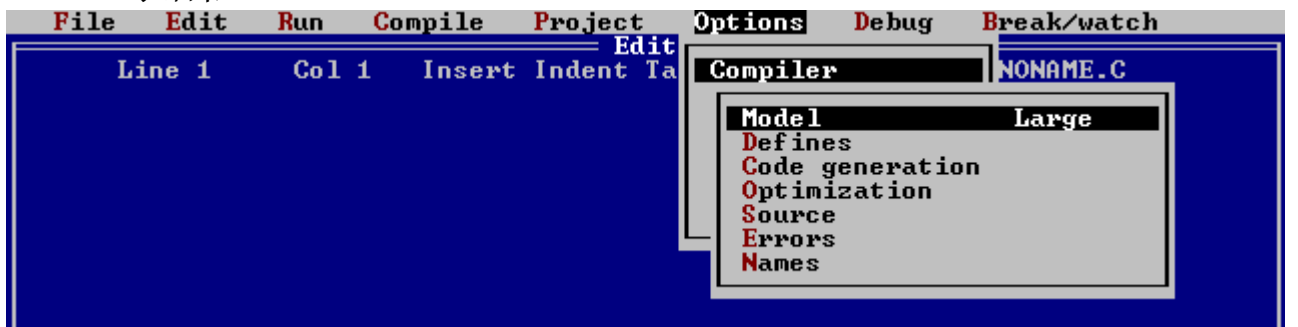 File Edit Run Compile Project Options Debug Break/watch
Edit
Line 1 Col 1 Insert Indent Ta NONAME.C
Compiler
Model Large
Defines
Code generation
Optimization
Source
Errors
Names